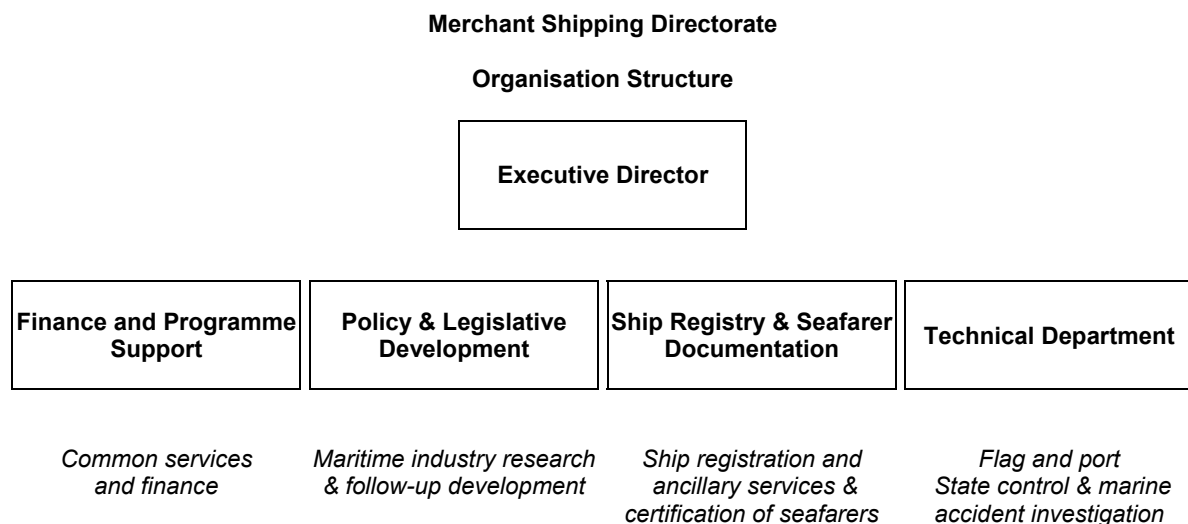 Merchant Shipping Directorate
Organisation Structure
Executive Director
Finance and Programme
Support
Policy & Legislative
Development
Ship Registry & Seafarer
Documentation
Technical Department
Common services
and finance
Maritime industry research
& follow-up development
Ship registration and
ancillary services &
certification of seafarers
Flag and port
State control & marine
accident investigation